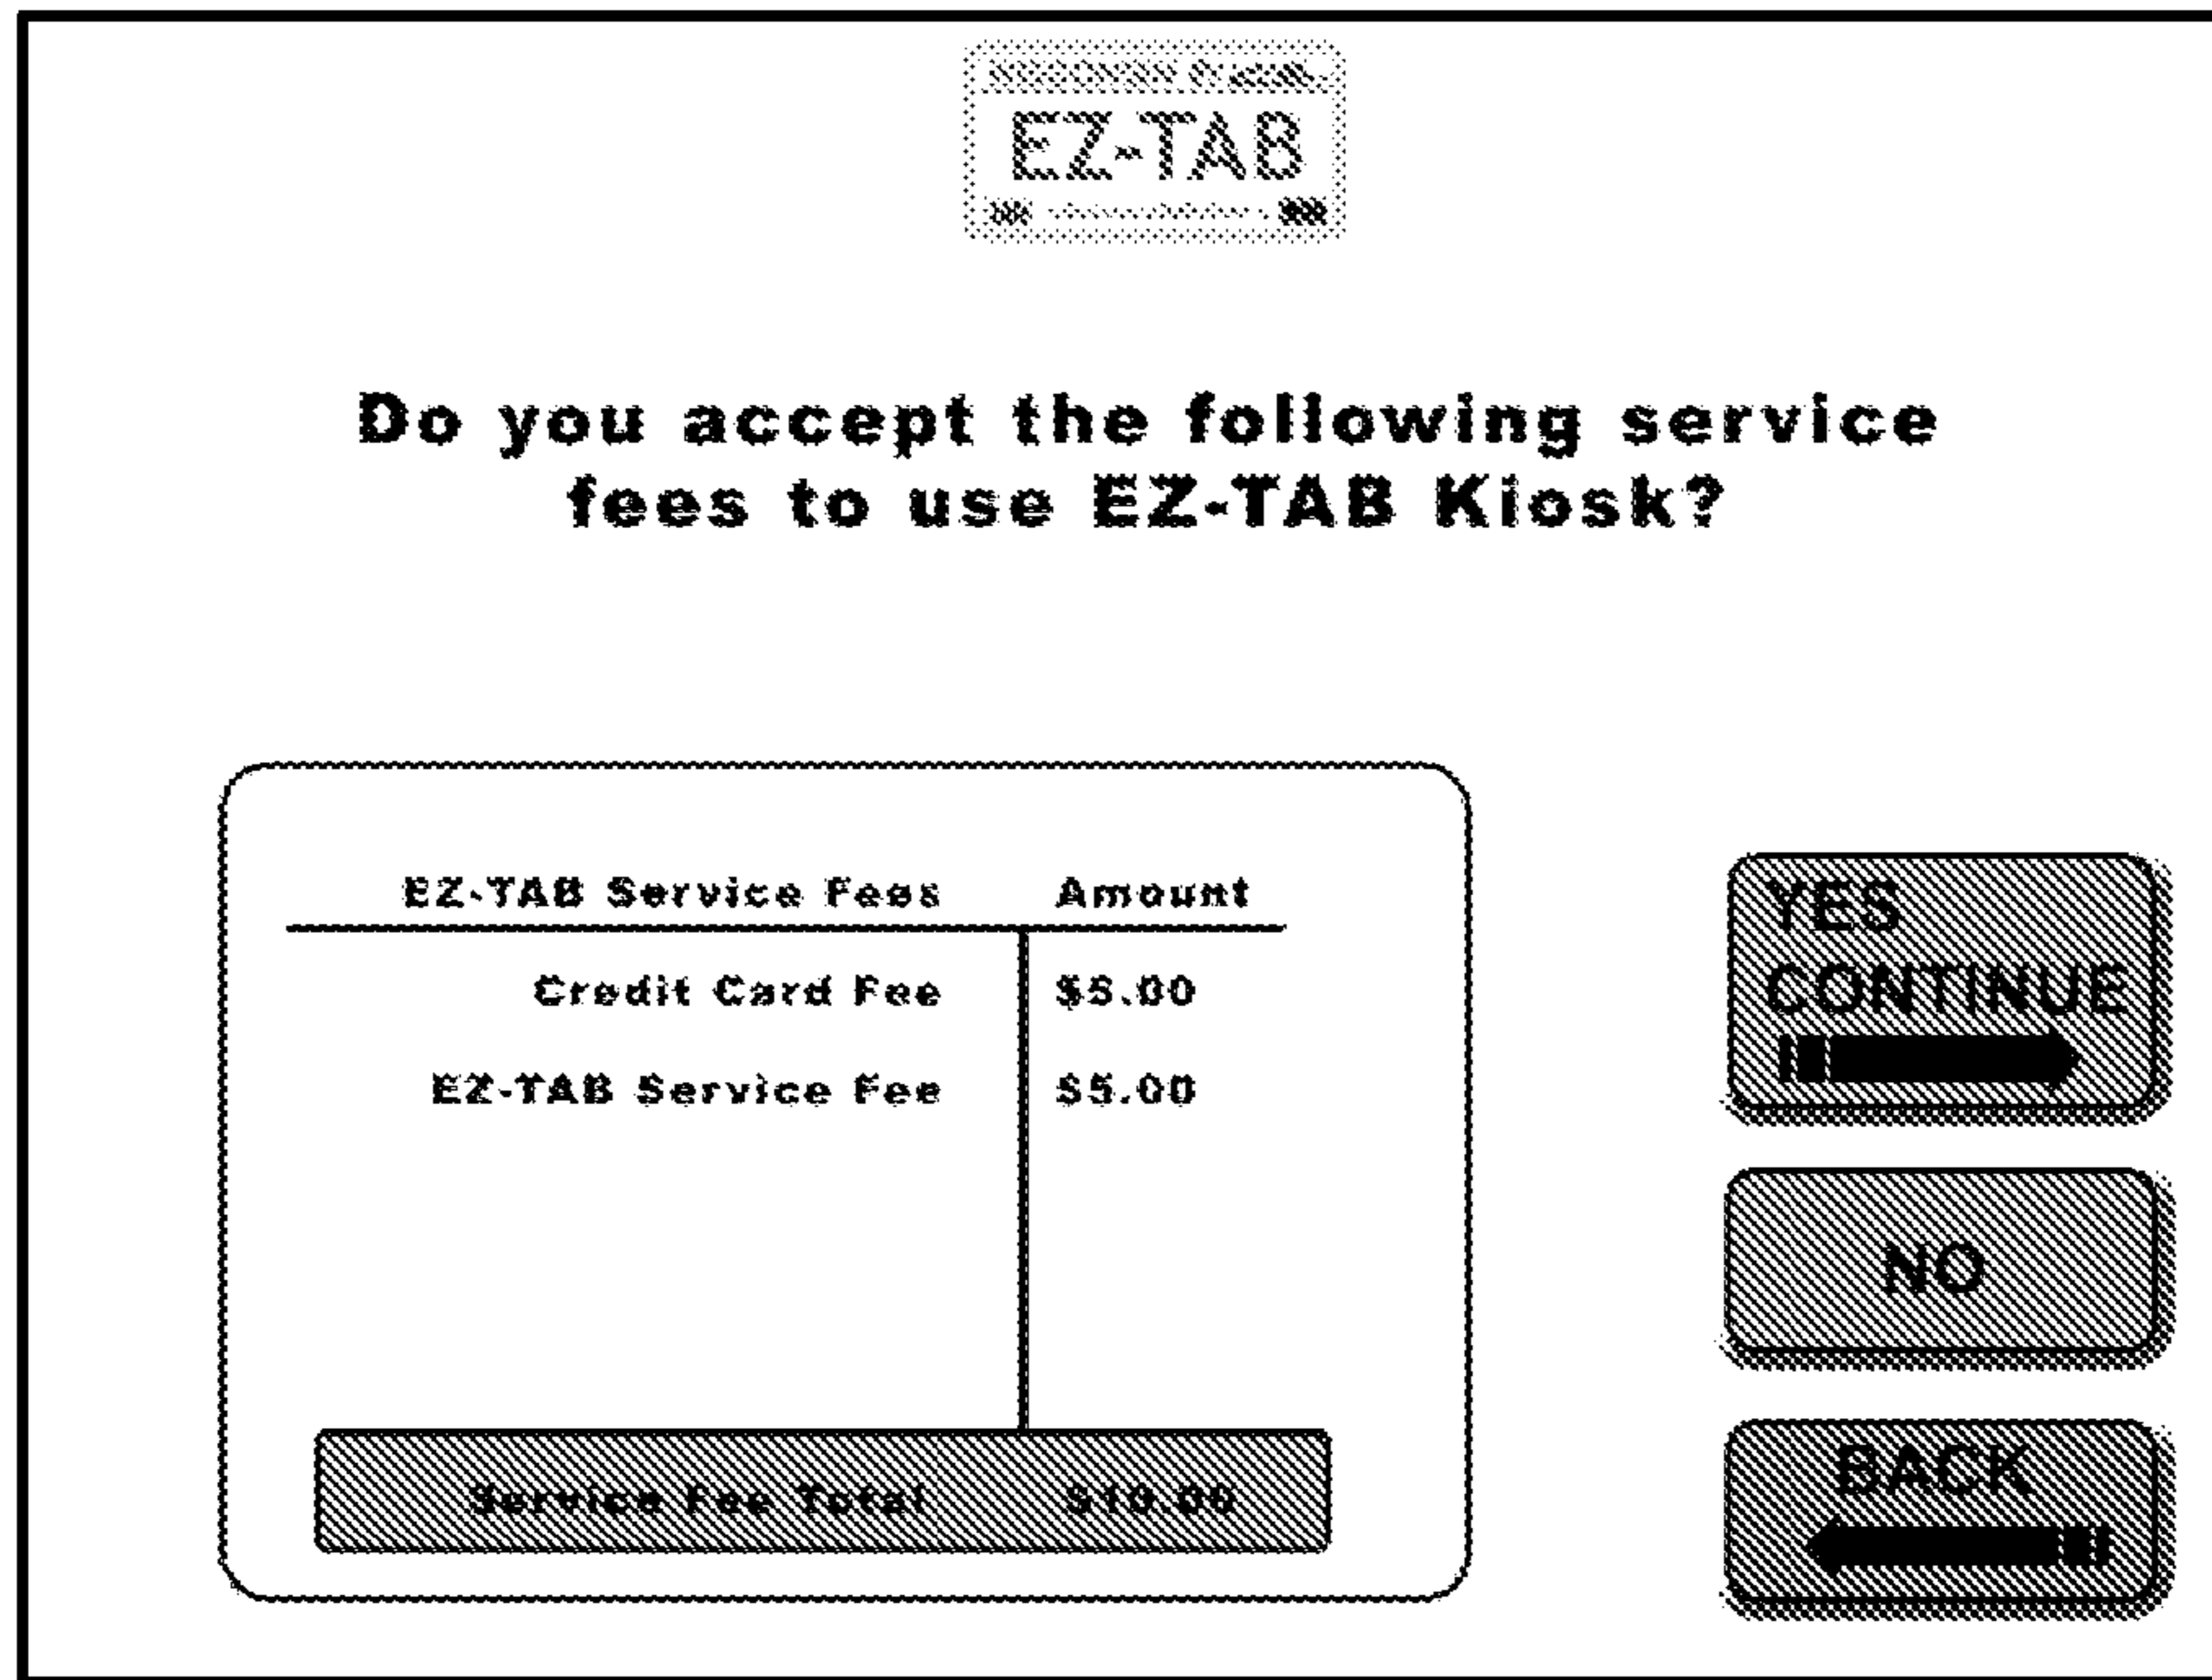 EZ-TAB
Do you accept the following service
fees to use EZ-TAB Kiosk?
EZ-TAB Service Fees Amount
Credit Card Fee $5.00
EZ-TAB Service Fee $5.00
Service Fee Total $10.00
YES
CONTINUE
NO
BACK